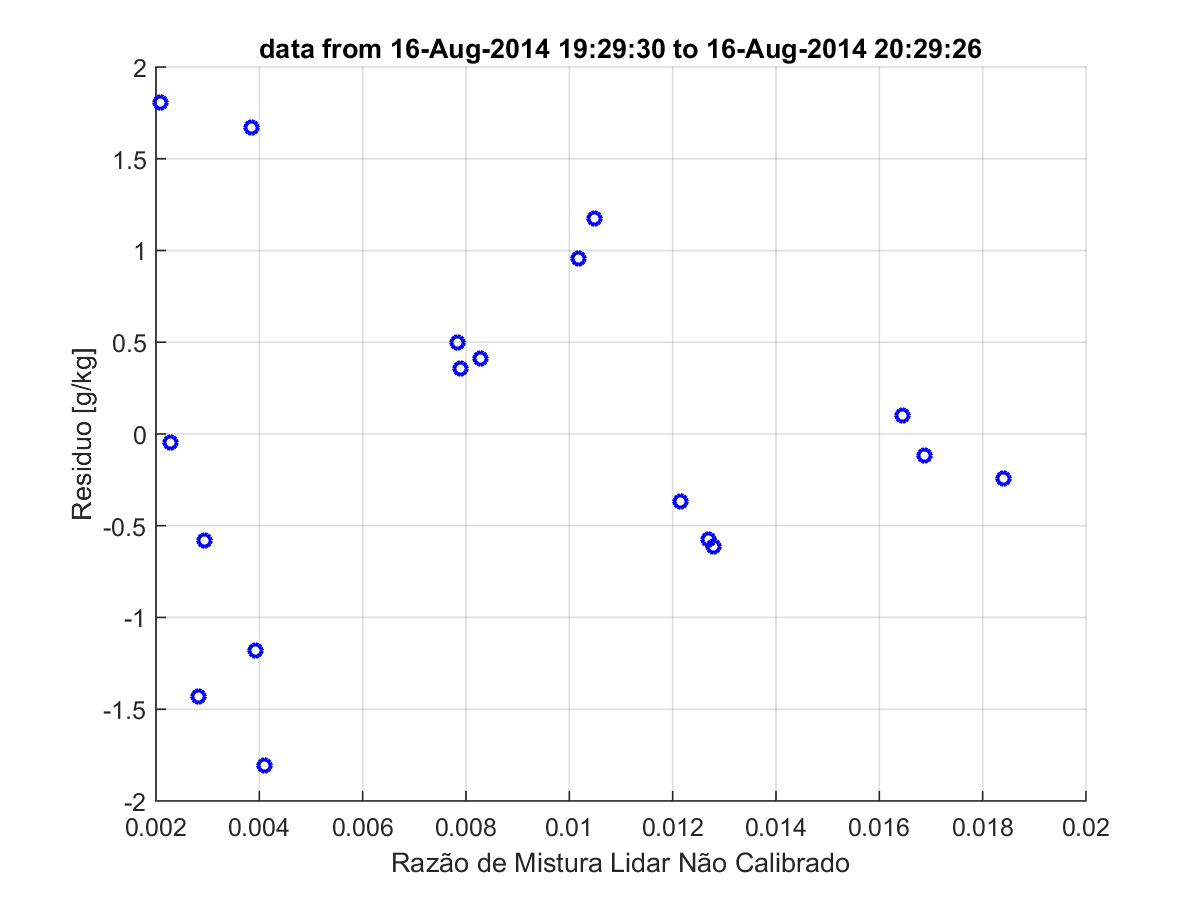 data from 16-Aug-2014 19:29:30 to 16-Aug-2014 20:29:26
2
1.5
1
0.5
0
-0.5
-1
-1.5
-2
Residuo [g/kg]
0.002 0.004 0.006 0.008 0.01 0.012 0.014 0.016 0.018 0.02
Razão de Mistura Lidar Não Calibrado